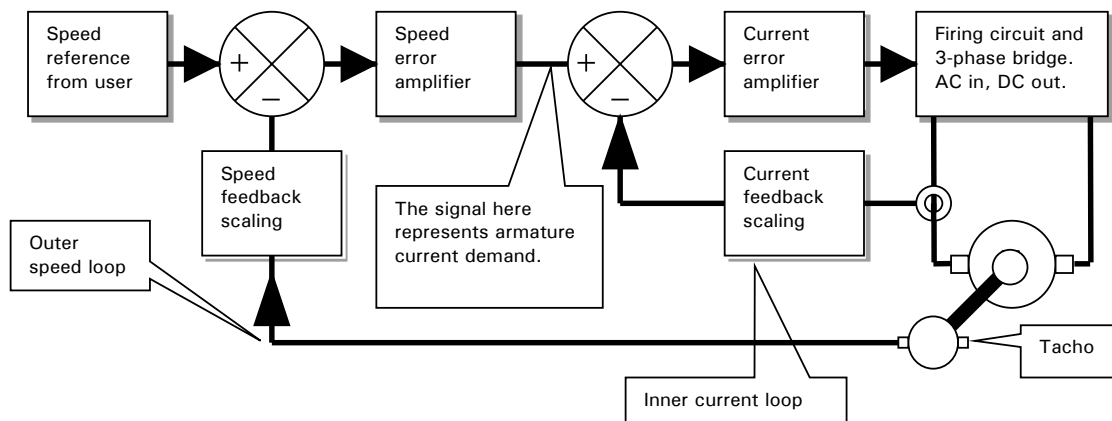 Speed
reference
from user
+
−
Speed
error
amplifier
+
−
Current
error
amplifier
Firing circuit and
3-phase bridge.
AC in, DC out.
Speed
feedback
scaling
The signal here
represents armature
current demand.
Current
feedback
scaling
Outer
speed loop
Tacho
Inner current loop